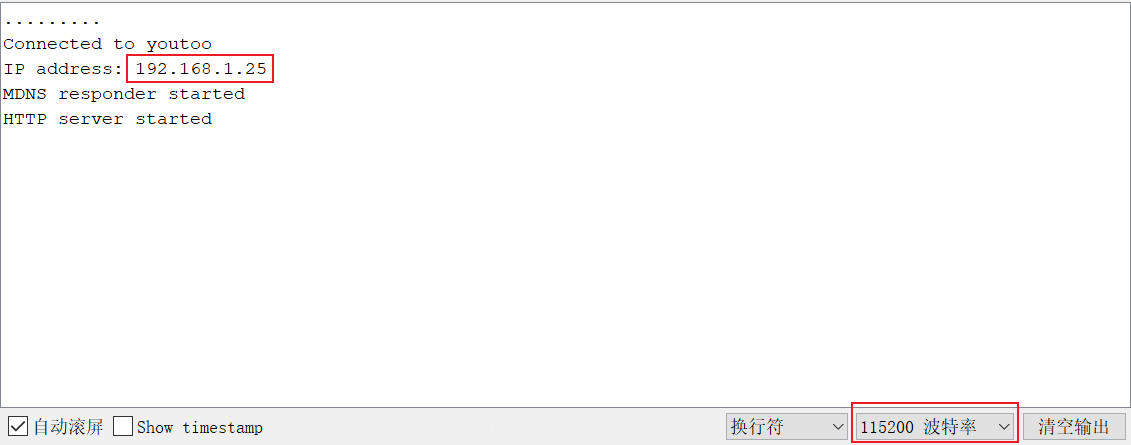 .........
Connected to youtoo
IP address: 192.168.1.25
MDNS responder started
HTTP server started
自动滚屏 Show timestamp 换行符 115200 波特率 清空输出